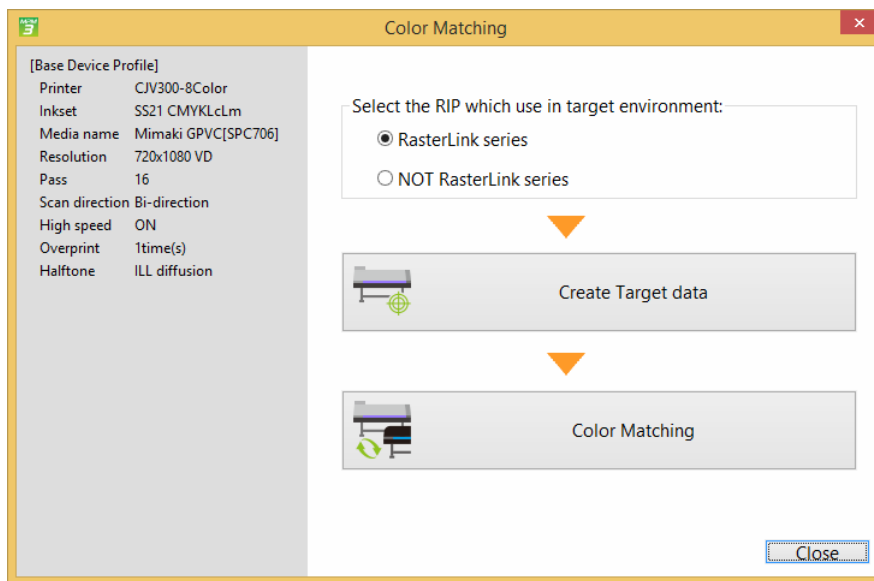 Color Matching
[Base Device Profile]
Printer CJV300-8Color
Inkset SS21 CMYKLcLm
Media name Mimaki GPVC[SPC706]
Resolution 720x1080 VD
Pass 16
Scan direction Bi-direction
High speed ON
Overprint 1time(s)
Halftone ILL diffusion
Select the RIP which use in target environment:
RasterLink series
NOT RasterLink series
Create Target data
Color Matching
Close